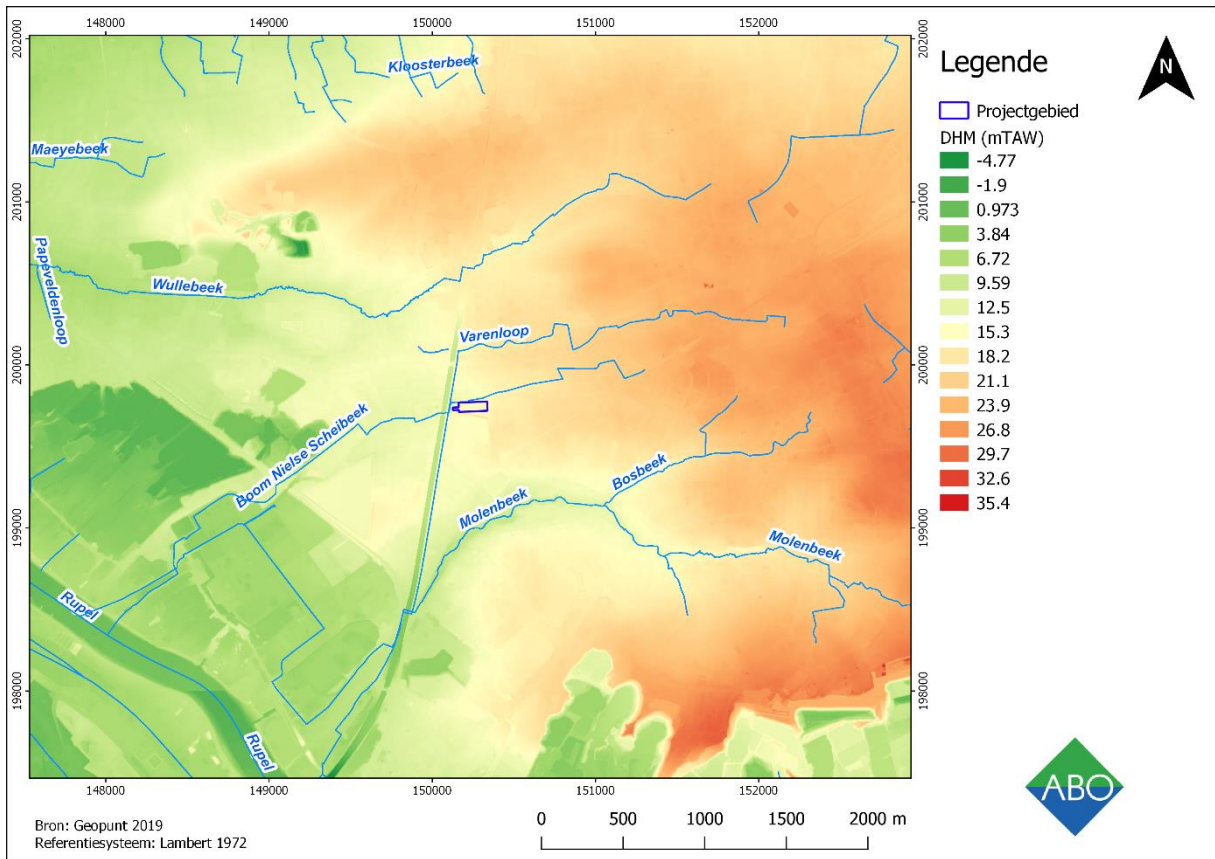 148000 149000 150000 151000 152000
202000 202000
Kloosterbeek
Maeyebeek
201000 201000
Papeveldenloop
Wullebeek
Varenloop
200000 200000
Boom Nielse Scheibeek
Bosbeek
Molenbeek
199000 199000
Molenbeek
Rupel
198000 198000
Rupel
148000 149000 150000 151000 152000
Legende
N
Projectgebied
DHM (mTAW)
-4.77
-1.9
0.973
3.84
6.72
9.59
12.5
15.3
18.2
21.1
23.9
26.8
29.7
32.6
35.4
ABO
Bron: Geopunt 2019
Referentiesysteem: Lambert 1972
0 500 1000 1500 2000 m